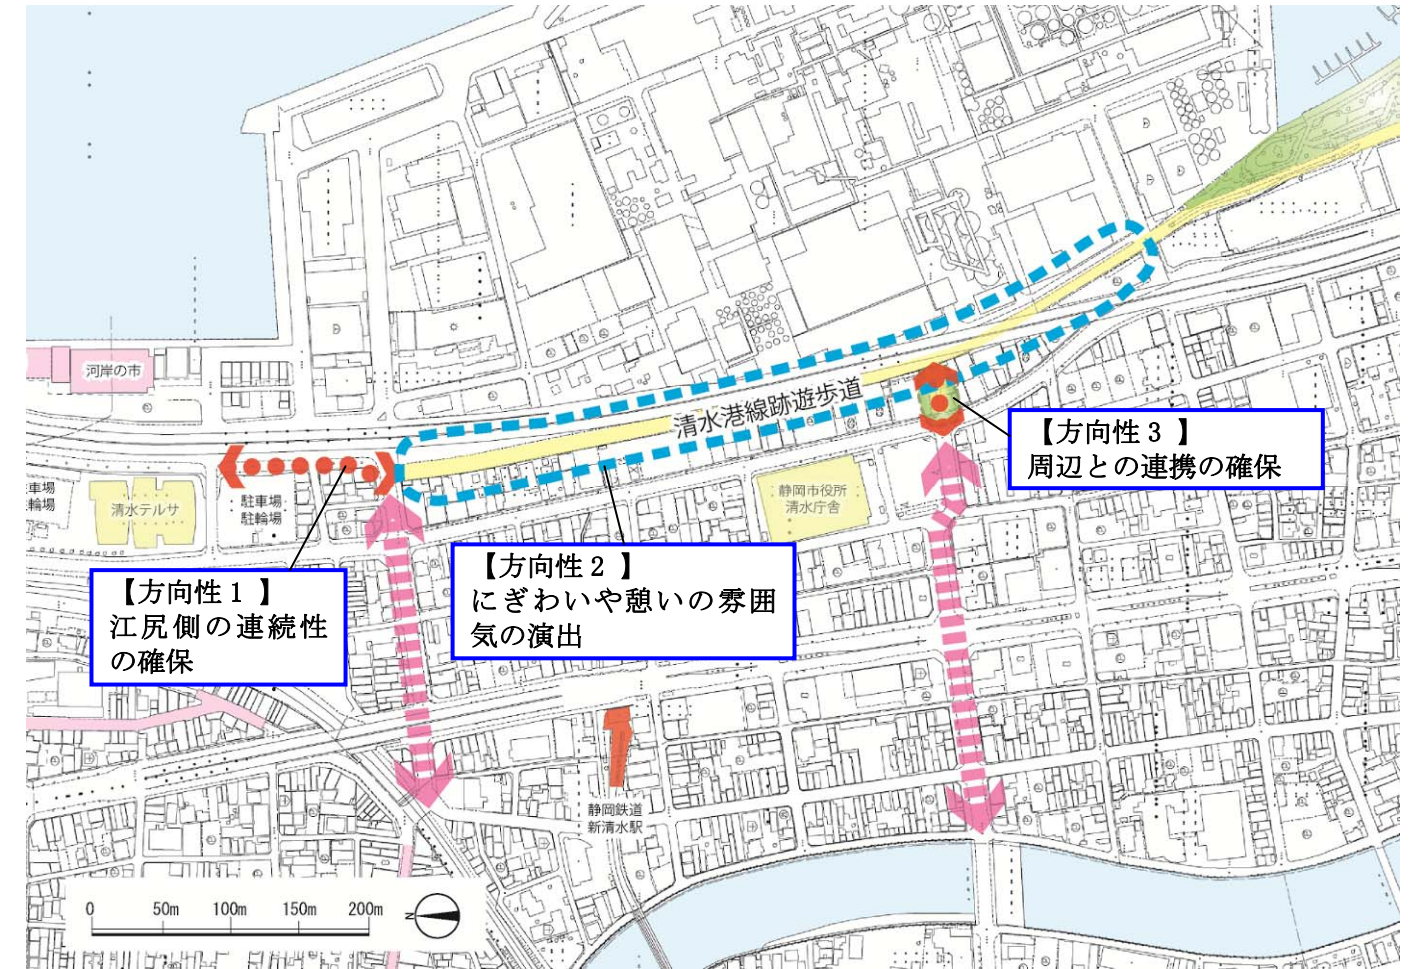 河岸の市
清水港線跡遊歩道
【方向性３】
周辺との連携の確保
車場
輪場
清水テルサ
駐車場
駐輪場
静岡市役所
清水庁舎
【方向性１】
江尻側の連続性
の確保
【方向性２】
にぎわいや憩いの雰囲
気の演出
静岡鉄道
新清水駅
0 50m 100m 150m 200m
N